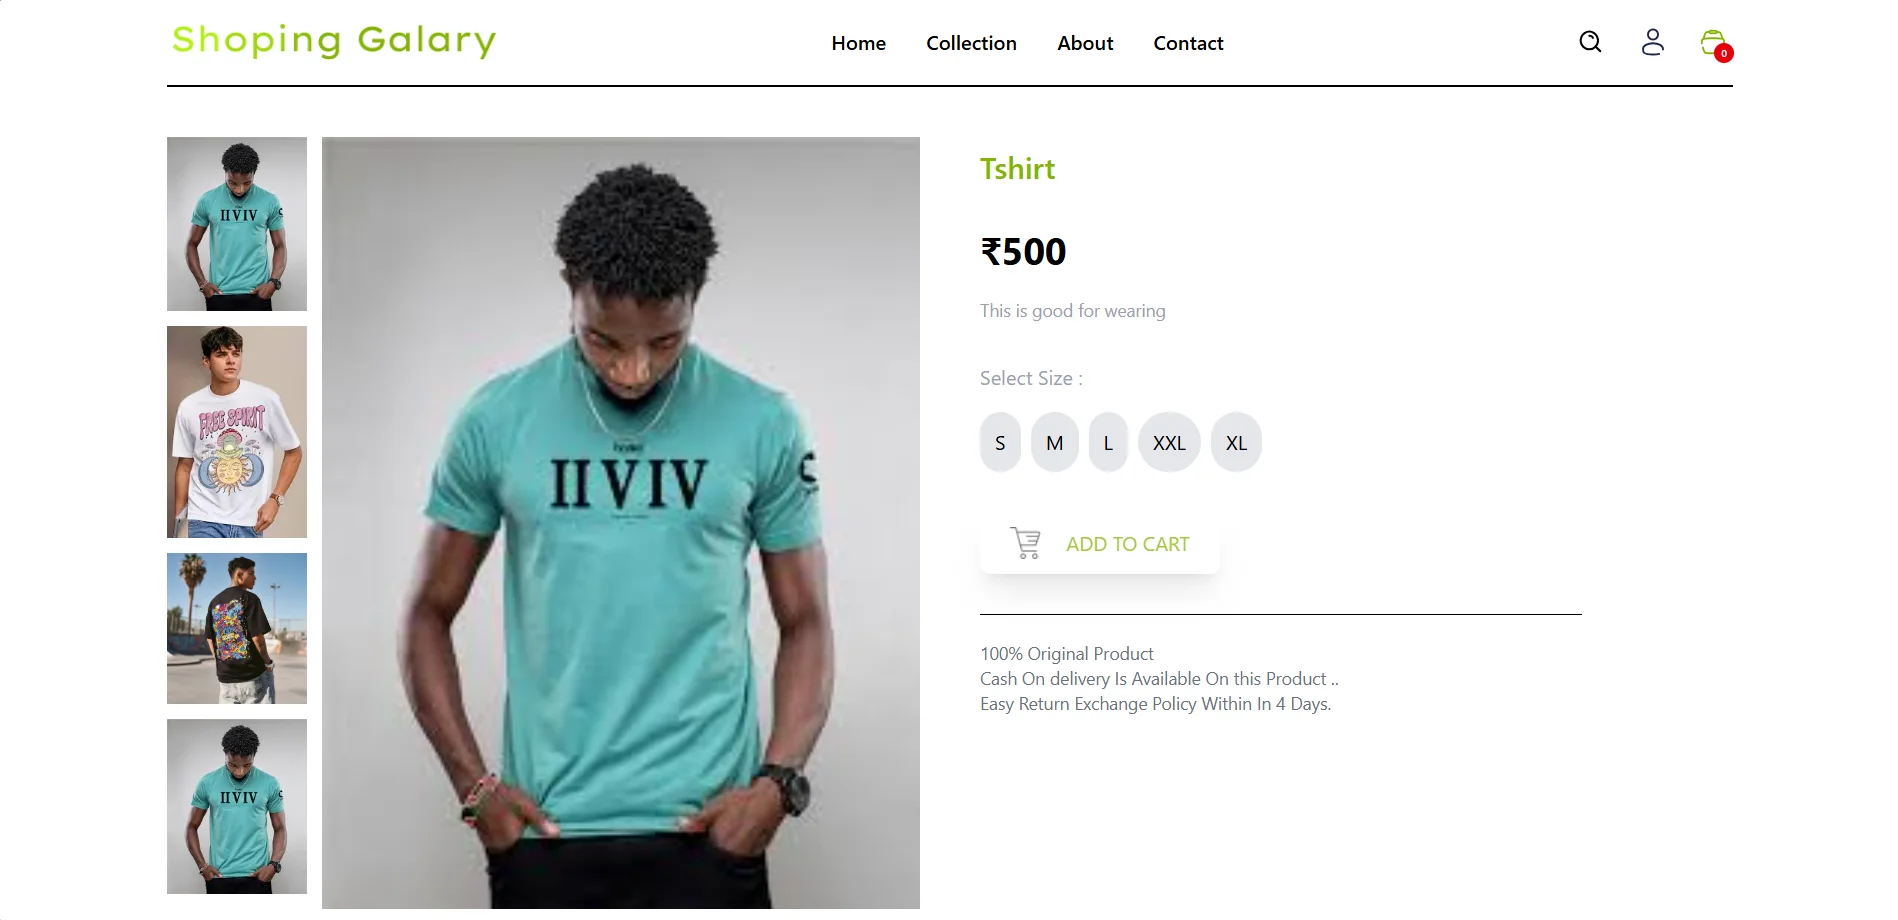 Shoping Galary
Home Collection About Contact
0
IIVIV
FREE SPIRIT
IIVIV
IIVIV
Tshirt
₹500
This is good for wearing
Select Size :
S M L XXL XL
ADD TO CART
100% Original Product
Cash On delivery Is Available On this Product ..
Easy Return Exchange Policy Within In 4 Days.